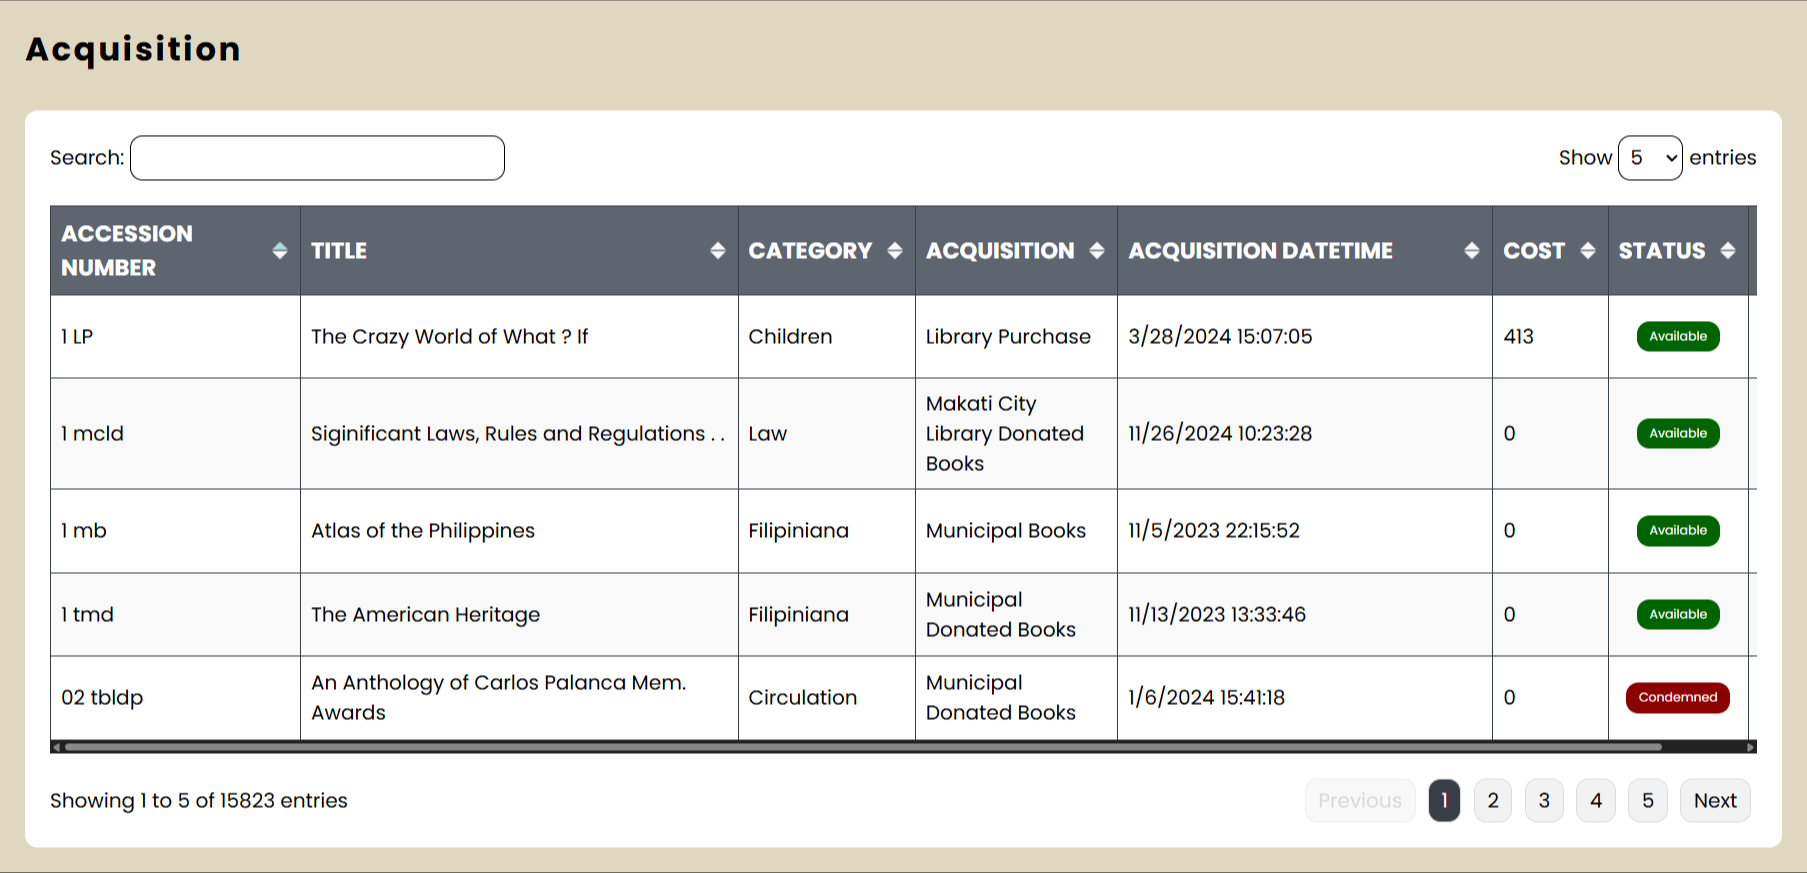 Acquisition
Search:
Show 5 entries
ACCESSION NUMBER TITLE CATEGORY ACQUISITION ACQUISITION DATETIME COST STATUS
1 LP The Crazy World of What ? If Children Library Purchase 3/28/2024 15:07:05 413 Available
1 mcld Siginificant Laws, Rules and Regulations . . Law Makati City Library Donated Books 11/26/2024 10:23:28 0 Available
1 mb Atlas of the Philippines Filipiniana Municipal Books 11/5/2023 22:15:52 0 Available
1 tmd The American Heritage Filipiniana Municipal Donated Books 11/13/2023 13:33:46 0 Available
02 tbldp An Anthology of Carlos Palanca Mem. Awards Circulation Municipal Donated Books 1/6/2024 15:41:18 0 Condemned
Showing 1 to 5 of 15823 entries
Previous 1 2 3 4 5 Next